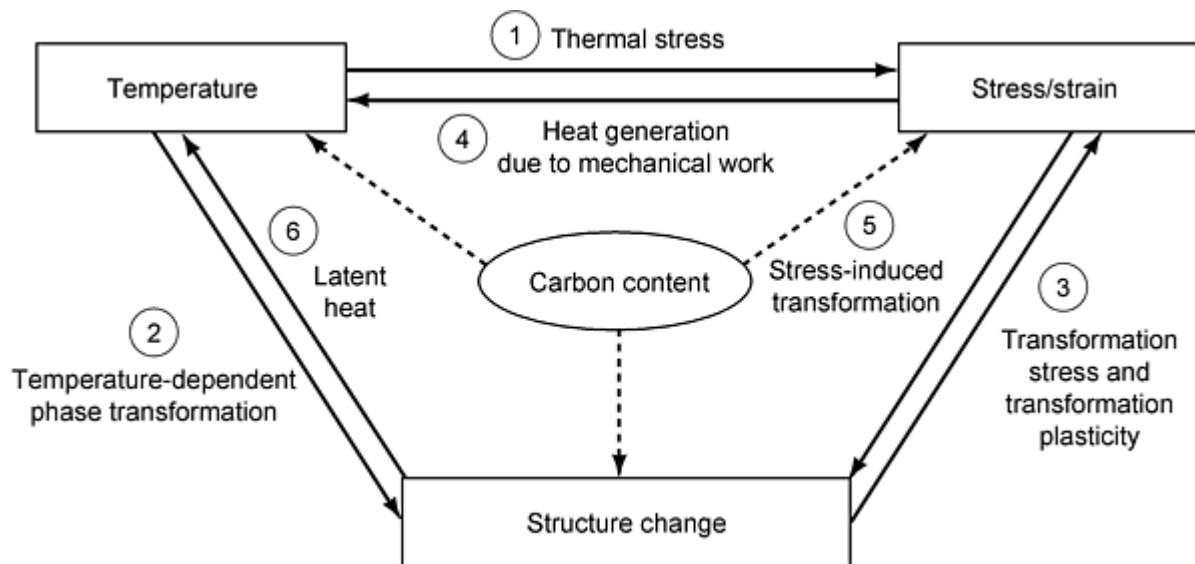 1 Thermal stress
Temperature
Stress/strain
4 Heat generation
due to mechanical work
6
Latent
heat
Carbon content
5
Stress-induced
transformation
3
Transformation
stress and
transformation
plasticity
2
Temperature-dependent
phase transformation
Structure change